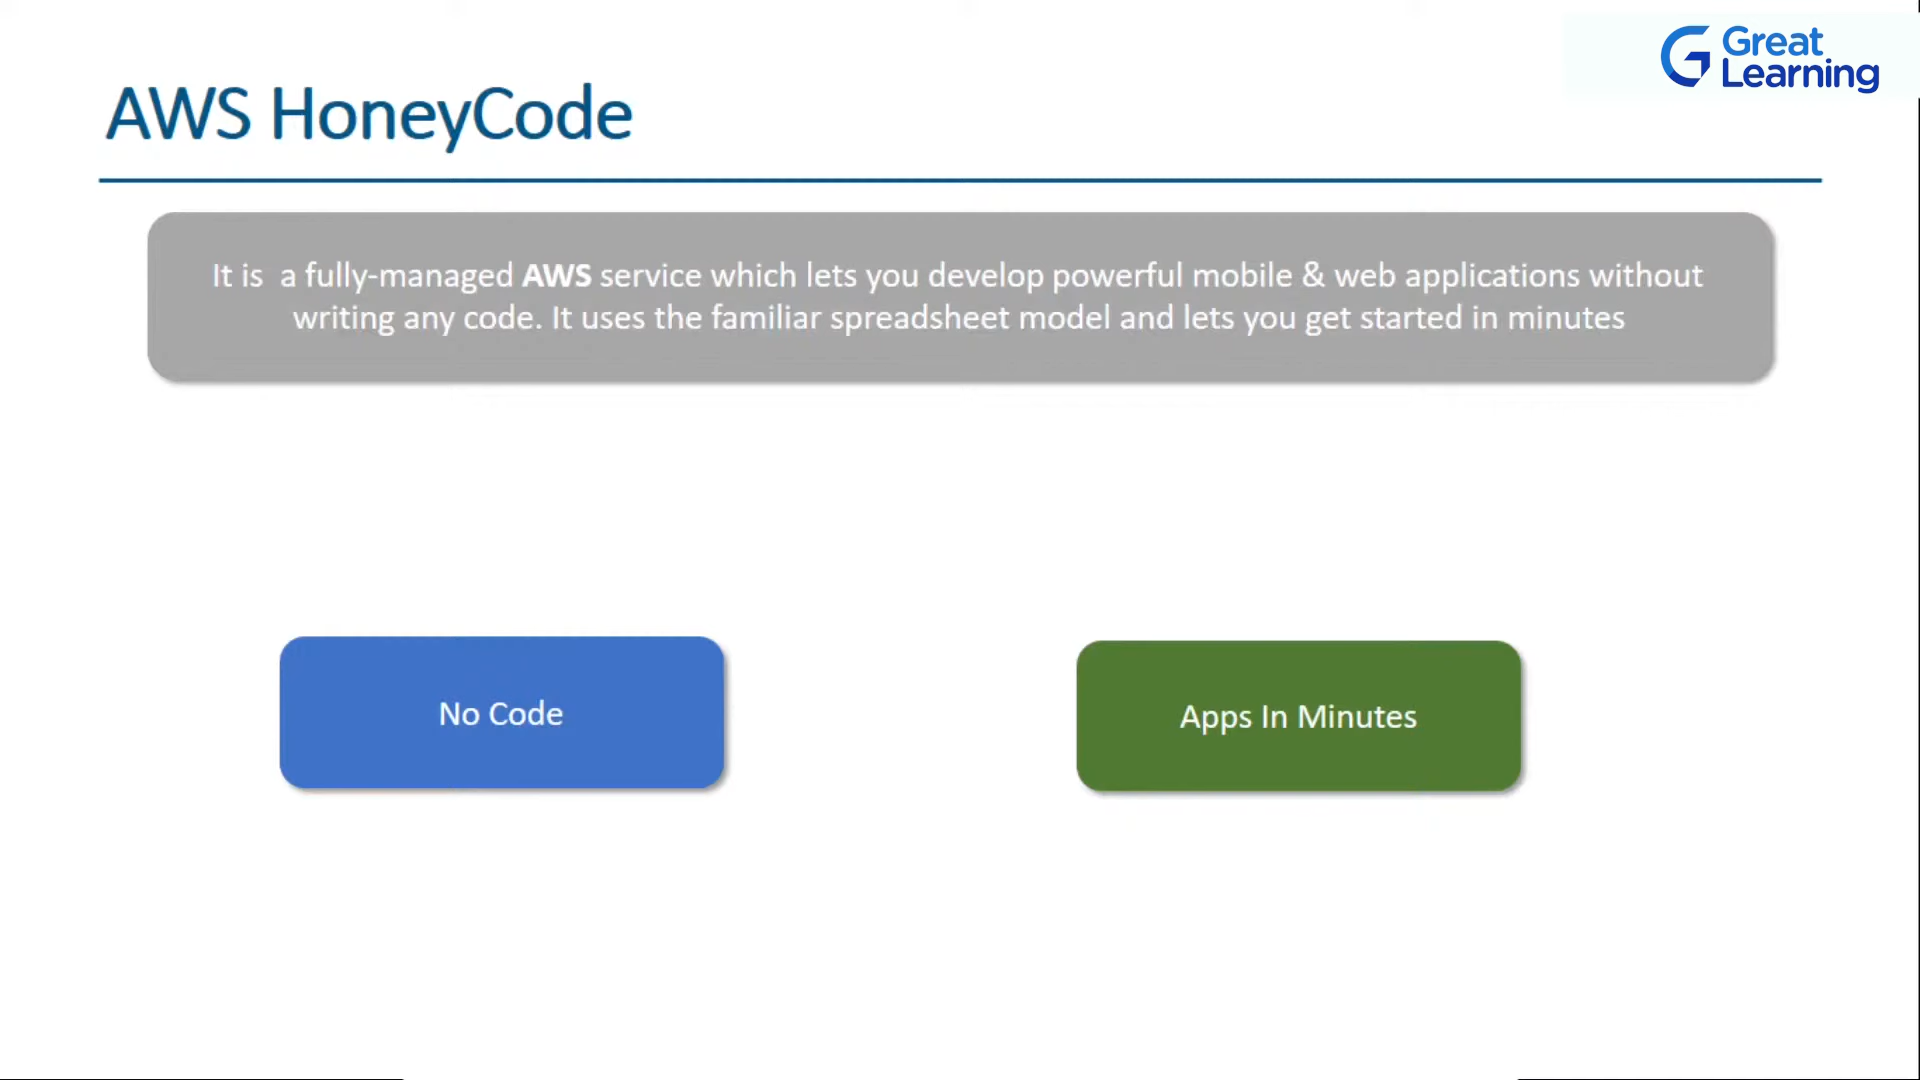 Great
Learning
AWS HoneyCode
It is a fully-managed AWS service which lets you develop powerful mobile & web applications without
writing any code. It uses the familiar spreadsheet model and lets you get started in minutes
No Code
Apps In Minutes